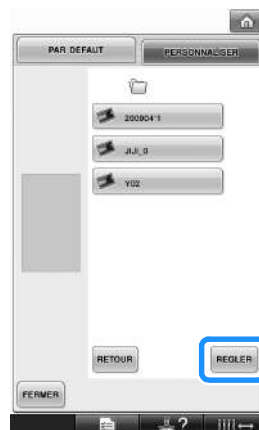 PAR DEFAUT
PERSONNALISER
200904~1
JIJI_0
Y02
RETOUR
REGLER
FERMER
?